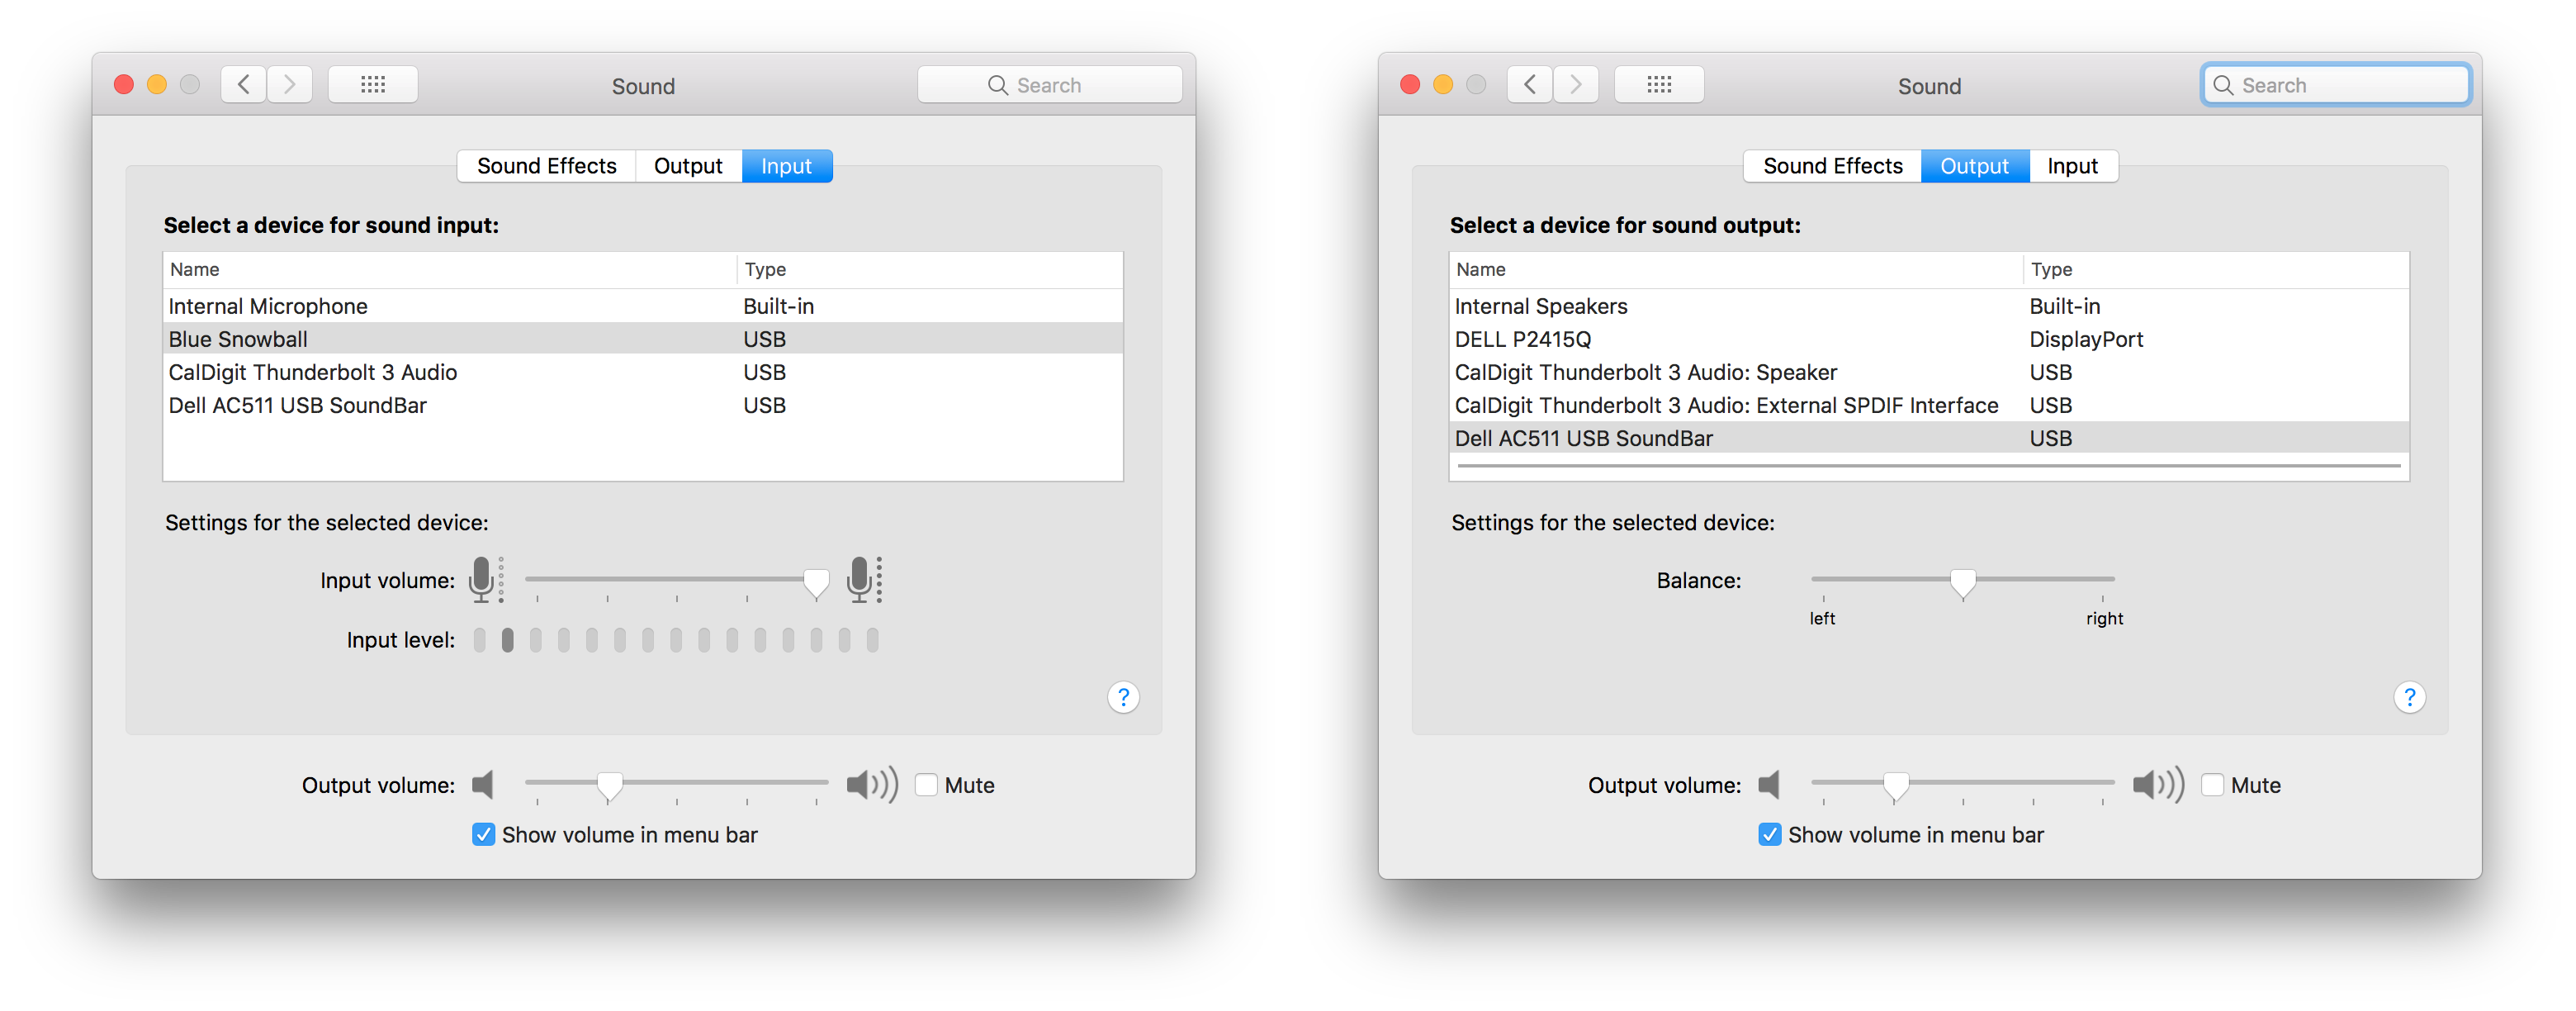 Sound
Search
Sound Effects Output Input
Select a device for sound input:
Name Type
Internal Microphone Built-in
Blue Snowball USB
CalDigit Thunderbolt 3 Audio USB
Dell AC511 USB SoundBar USB
Settings for the selected device:
Input volume:
Input level:
?
Output volume: Mute
Show volume in menu bar
Sound
Search
Sound Effects Output Input
Select a device for sound output:
Name Type
Internal Speakers Built-in
DELL P2415Q DisplayPort
CalDigit Thunderbolt 3 Audio: Speaker USB
CalDigit Thunderbolt 3 Audio: External SPDIF Interface USB
Dell AC511 USB SoundBar USB
Settings for the selected device:
Balance:
left right
?
Output volume: Mute
Show volume in menu bar